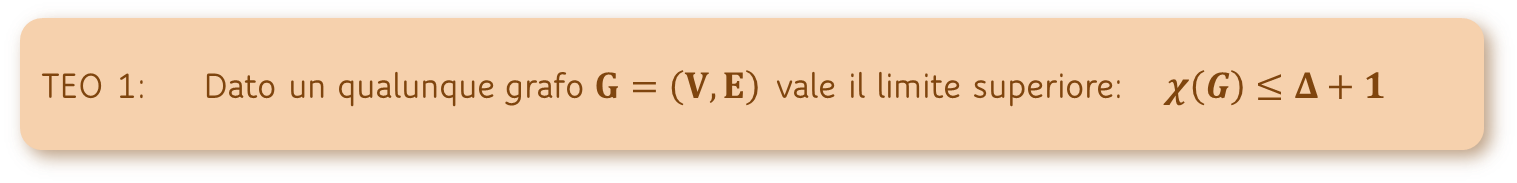 TEO 1: Dato un qualunque grafo G = (V, E) vale il limite superiore: χ(G) ≤ Δ + 1